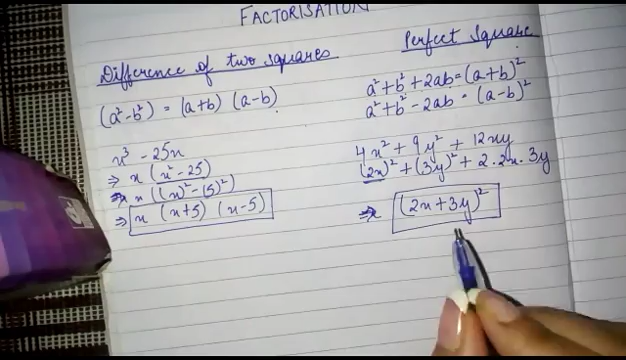 FACTORISATION
Difference of two squares
(a²-b²) = (a+b) (a-b)
x³ - 25x
⇒ x (x²-25)
x ((x)² - (5)²)
⇒ x (x+5) (x-5)
Perfect Square
a²+b²+2ab = (a+b)²
a²+b²-2ab = (a-b)²
4x² + 9y² + 12xy
(2x)² + (3y)² + 2.2x.3y
⇒ (2x+3y)²